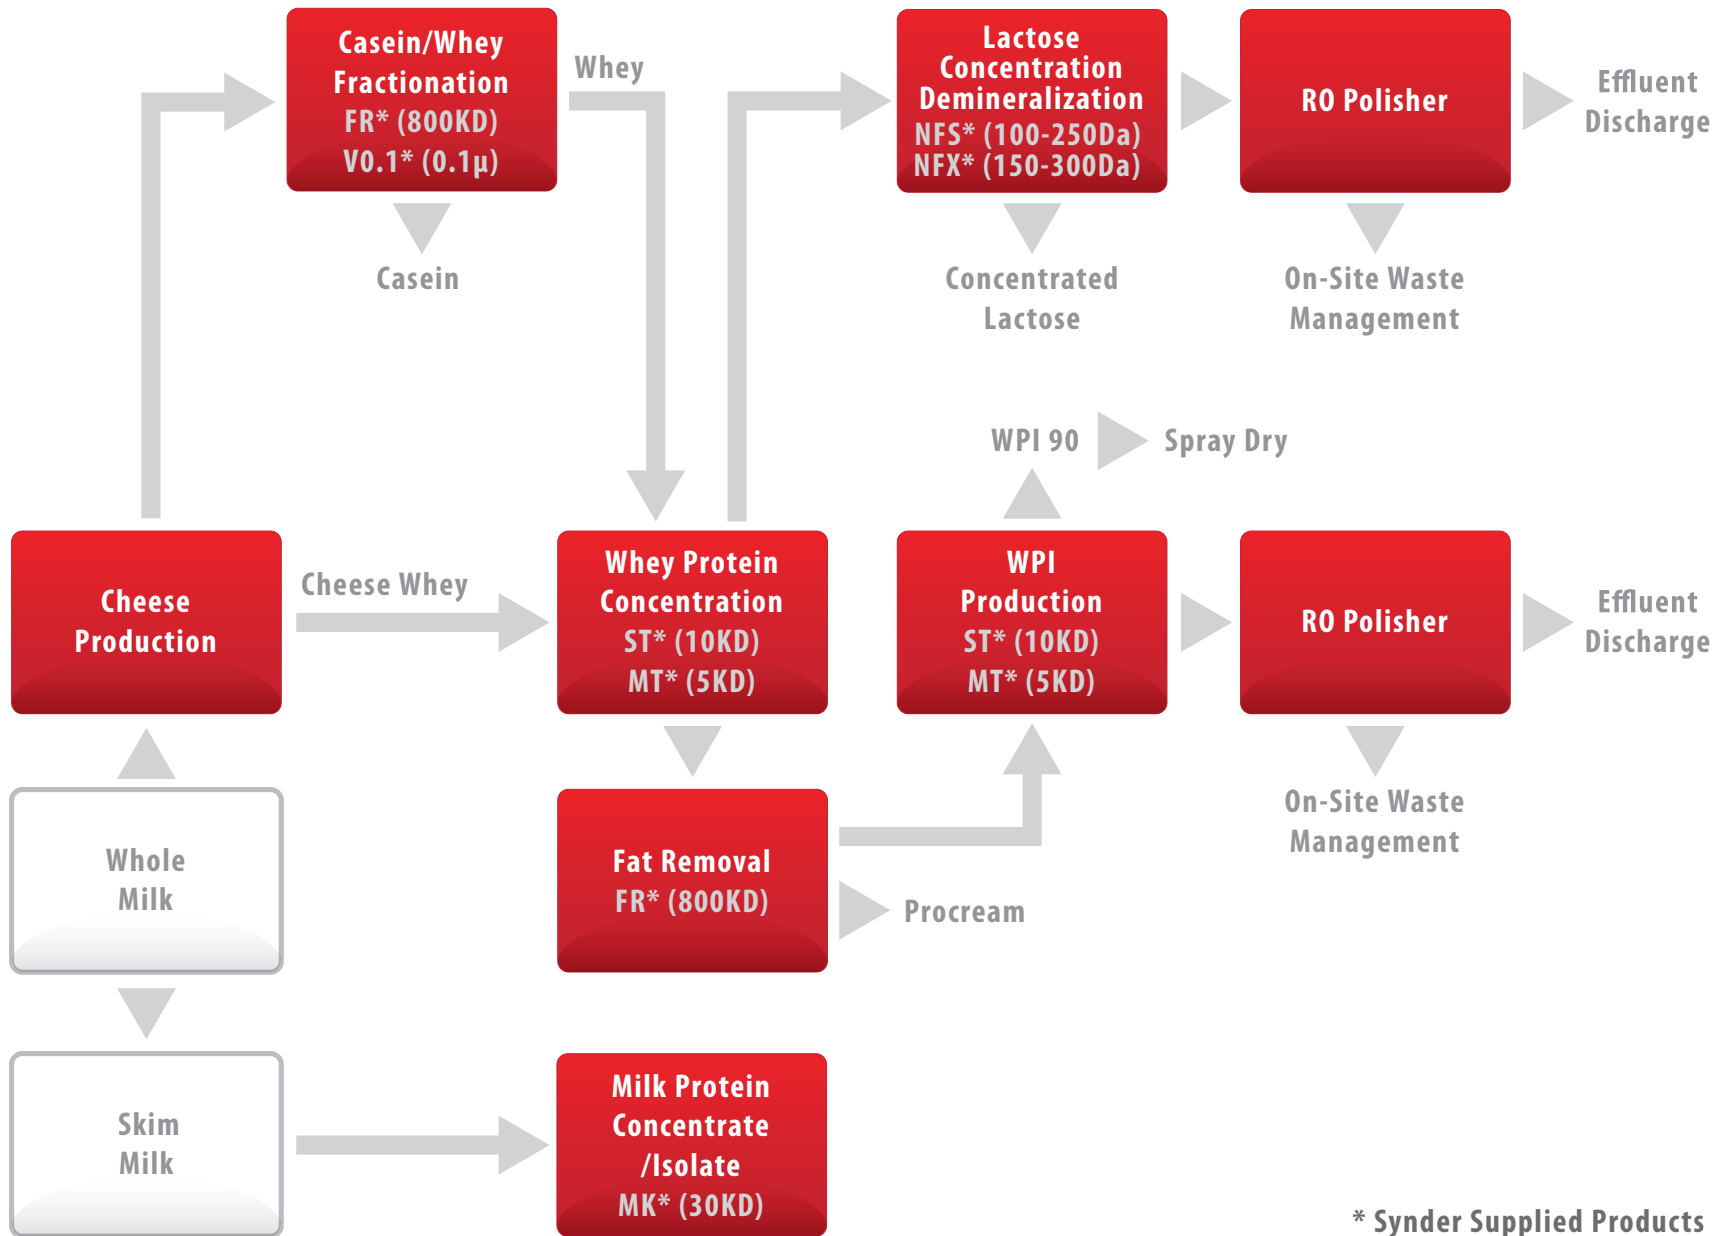 Casein/Whey
Fractionation
FR* (800KD)
V0.1* (0.1µ)
Whey
Casein
Lactose
Concentration
Demineralization
NFS* (100-250Da)
NFX* (150-300Da)
Concentrated
Lactose
RO Polisher
On-Site Waste
Management
Effluent
Discharge
WPI 90
Spray Dry
Cheese
Production
Cheese Whey
Whey Protein
Concentration
ST* (10KD)
MT* (5KD)
WPI
Production
ST* (10KD)
MT* (5KD)
RO Polisher
Effluent
Discharge
On-Site Waste
Management
Whole
Milk
Fat Removal
FR* (800KD)
Procream
Skim
Milk
Milk Protein
Concentrate
/Isolate
MK* (30KD)
* Synder Supplied Products